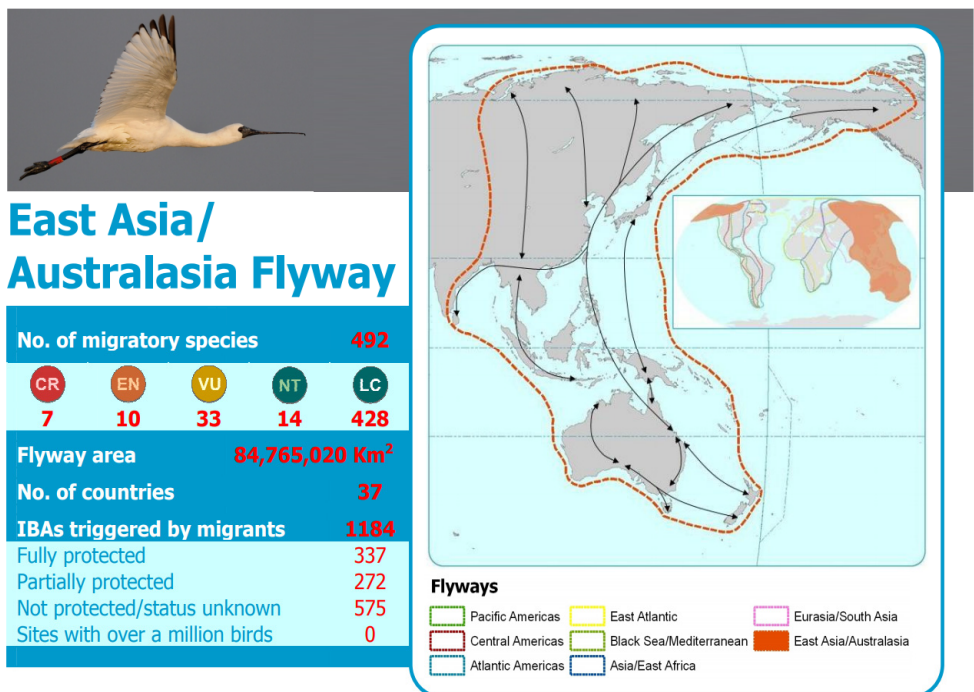 East Asia/
Australasia Flyway
No. of migratory species 492
CR EN VU NT LC
7 10 33 14 428
Flyway area 84,765,020 Km²
No. of countries 37
IBAs triggered by migrants 1184
Fully protected 337
Partially protected 272
Not protected/status unknown 575
Sites with over a million birds 0
Flyways
Pacific Americas East Atlantic Eurasia/South Asia
Central Americas Black Sea/Mediterranean East Asia/Australasia
Atlantic Americas Asia/East Africa